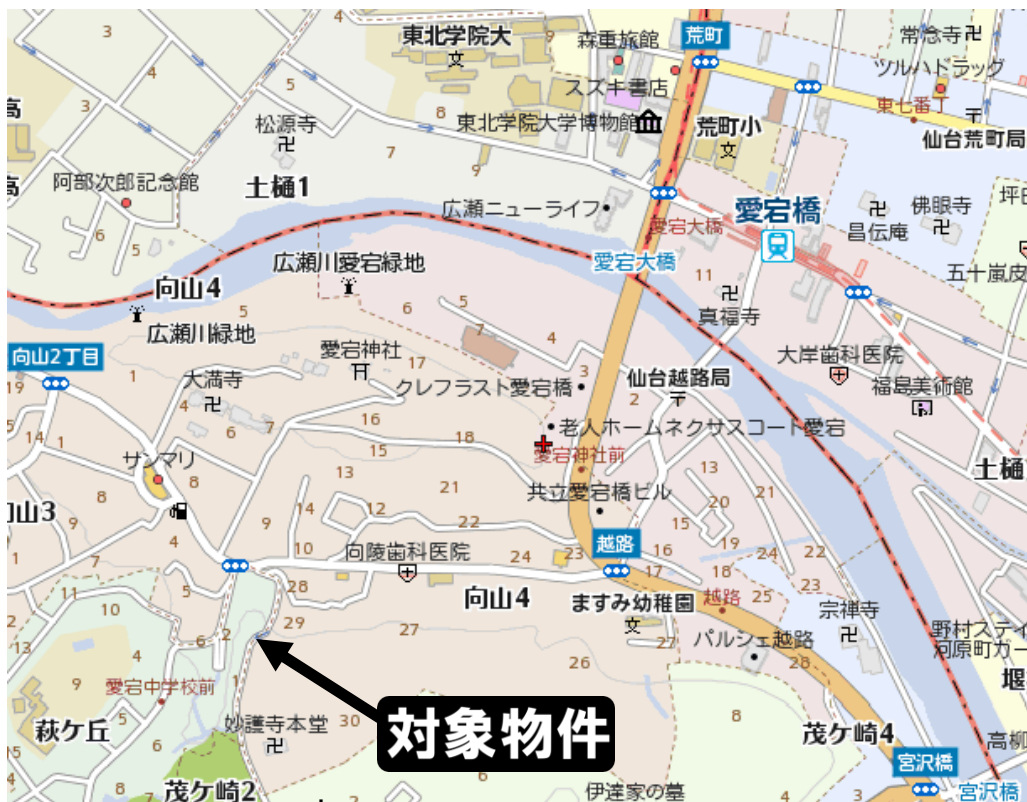 東北学院大
森重旅館
荒町
常念寺
スズキ書店
ツルハドラッグ
東七番丁
高
松源寺
東北学院大学博物館
荒町小
仙台荒町局
高
阿部次郎記念館
土樋1
広瀬ニューライフ
愛宕大橋
愛宕橋
佛眼寺
昌伝庵
坪田
五十嵐皮
向山4
広瀬川愛宕緑地
愛宕大橋
真福寺
広瀬川緑地
向山2丁目
愛宕神社
大満寺
クレフラスト愛宕橋
仙台越路局
大岸歯科医院
福島美術館
老人ホームネクサスコート愛宕
愛宕神社前
サンマリ
土樋
共立愛宕橋ビル
向山3
向陵歯科医院
越路
向山4
ますみ幼稚園
越路
宗禅寺
パルシェ越路
野村スティ
河原町ガー
堰
対象物件
愛宕中学校前
萩ケ丘
妙護寺本堂
茂ケ崎4
高柳
宮沢橋
茂ケ崎2
伊達家の墓
宮沢橋